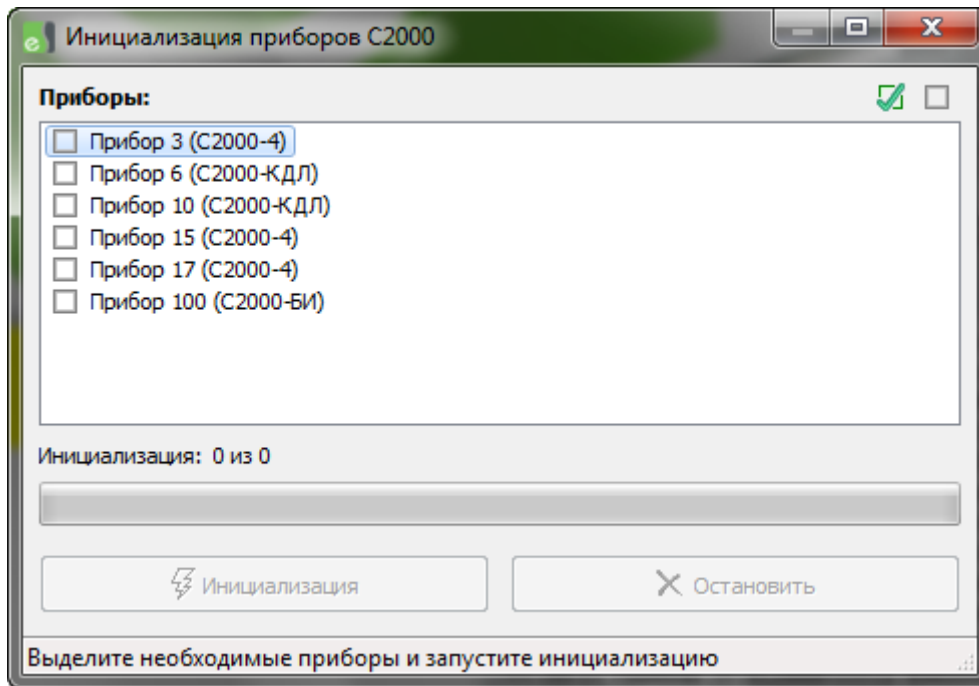 Инициализация приборов С2000
Приборы:
Прибор 3 (С2000-4)
Прибор 6 (С2000-КДЛ)
Прибор 10 (С2000-КДЛ)
Прибор 15 (С2000-4)
Прибор 17 (С2000-4)
Прибор 100 (С2000-БИ)
Инициализация: 0 из 0
Инициализация Остановить
Выделите необходимые приборы и запустите инициализацию